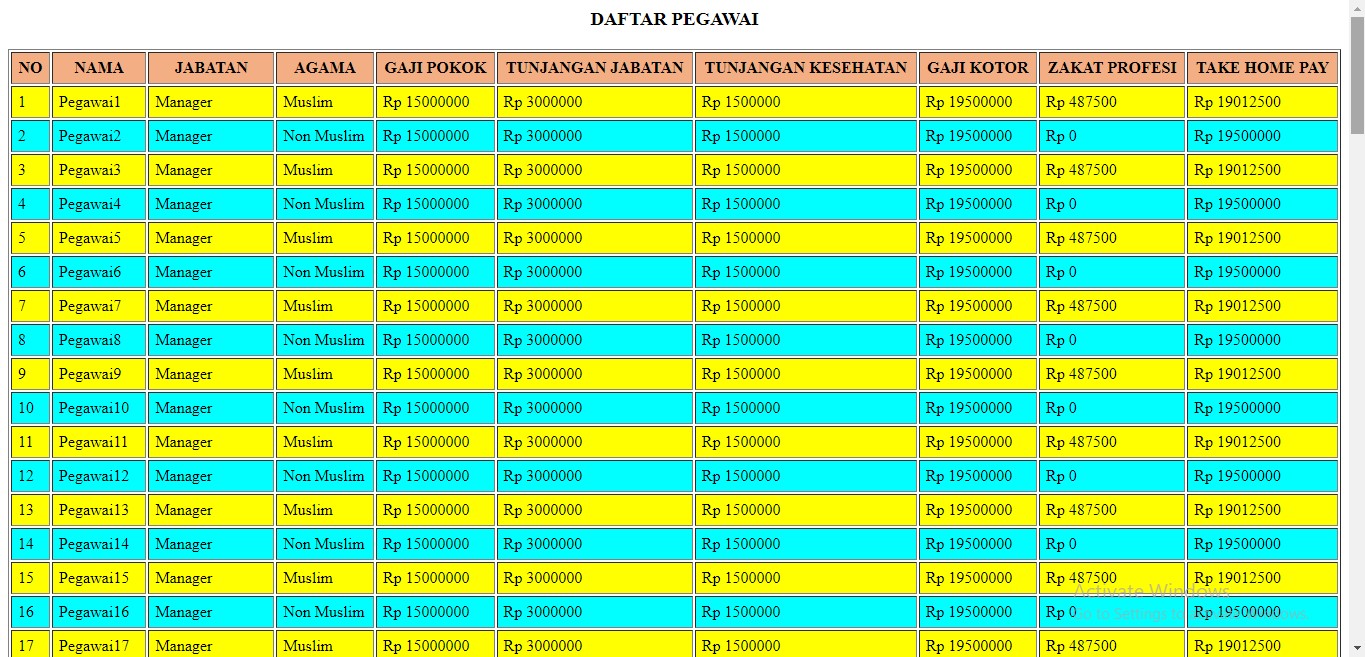 DAFTAR PEGAWAI
NO NAMA JABATAN AGAMA GAJI POKOK TUNJANGAN JABATAN TUNJANGAN KESEHATAN GAJI KOTOR ZAKAT PROFESI TAKE HOME PAY
1 Pegawai1 Manager Muslim Rp 15000000 Rp 3000000 Rp 1500000 Rp 19500000 Rp 487500 Rp 19012500
2 Pegawai2 Manager Non Muslim Rp 15000000 Rp 3000000 Rp 1500000 Rp 19500000 Rp 0 Rp 19500000
3 Pegawai3 Manager Muslim Rp 15000000 Rp 3000000 Rp 1500000 Rp 19500000 Rp 487500 Rp 19012500
4 Pegawai4 Manager Non Muslim Rp 15000000 Rp 3000000 Rp 1500000 Rp 19500000 Rp 0 Rp 19500000
5 Pegawai5 Manager Muslim Rp 15000000 Rp 3000000 Rp 1500000 Rp 19500000 Rp 487500 Rp 19012500
6 Pegawai6 Manager Non Muslim Rp 15000000 Rp 3000000 Rp 1500000 Rp 19500000 Rp 0 Rp 19500000
7 Pegawai7 Manager Muslim Rp 15000000 Rp 3000000 Rp 1500000 Rp 19500000 Rp 487500 Rp 19012500
8 Pegawai8 Manager Non Muslim Rp 15000000 Rp 3000000 Rp 1500000 Rp 19500000 Rp 0 Rp 19500000
9 Pegawai9 Manager Muslim Rp 15000000 Rp 3000000 Rp 1500000 Rp 19500000 Rp 487500 Rp 19012500
10 Pegawai10 Manager Non Muslim Rp 15000000 Rp 3000000 Rp 1500000 Rp 19500000 Rp 0 Rp 19500000
11 Pegawai11 Manager Muslim Rp 15000000 Rp 3000000 Rp 1500000 Rp 19500000 Rp 487500 Rp 19012500
12 Pegawai12 Manager Non Muslim Rp 15000000 Rp 3000000 Rp 1500000 Rp 19500000 Rp 0 Rp 19500000
13 Pegawai13 Manager Muslim Rp 15000000 Rp 3000000 Rp 1500000 Rp 19500000 Rp 487500 Rp 19012500
14 Pegawai14 Manager Non Muslim Rp 15000000 Rp 3000000 Rp 1500000 Rp 19500000 Rp 0 Rp 19500000
15 Pegawai15 Manager Muslim Rp 15000000 Rp 3000000 Rp 1500000 Rp 19500000 Rp 487500 Rp 19012500
Activate Windows
16 Pegawai16 Manager Non Muslim Rp 15000000 Rp 3000000 Rp 1500000 Rp 19500000 Rp 0 Rp 19500000
Go to Settings to
17 Pegawai17 Manager Muslim Rp 15000000 Rp 3000000 Rp 1500000 Rp 19500000 Rp 487500 Rp 19012500